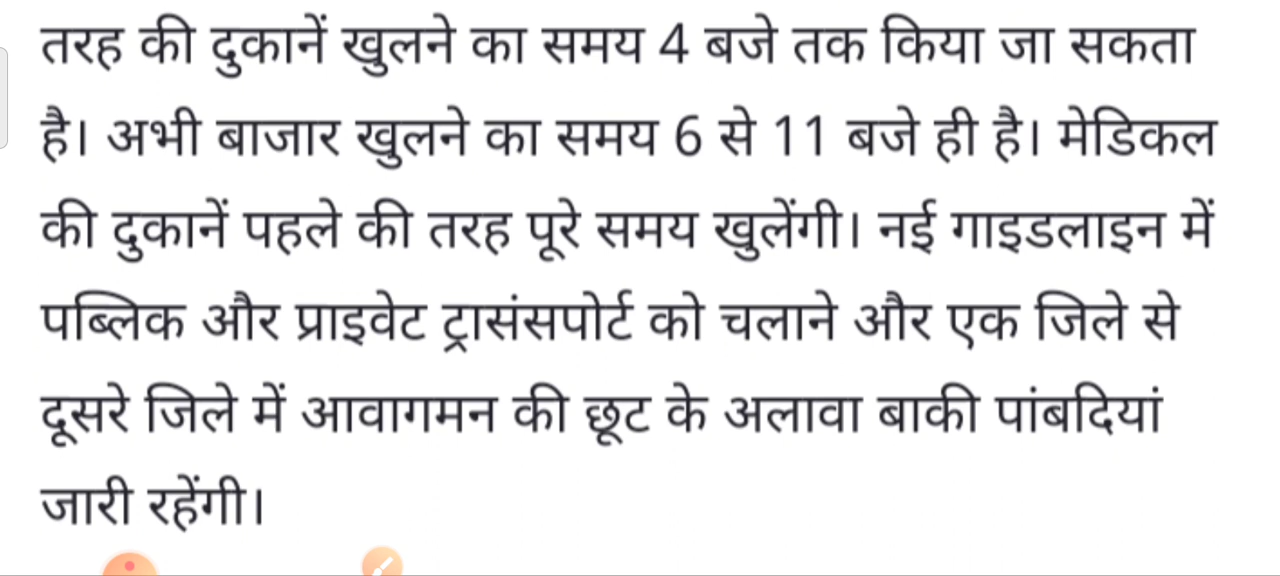 तरह की दुकानें खुलने का समय 4 बजे तक किया जा सकता
है। अभी बाजार खुलने का समय 6 से 11 बजे ही है। मेडिकल
की दुकानें पहले की तरह पूरे समय खुलेंगी। नई गाइडलाइन में
पब्लिक और प्राइवेट ट्रासंसपोर्ट को चलाने और एक जिले से
दूसरे जिले में आवागमन की छूट के अलावा बाकी पांबदियां
जारी रहेंगी।